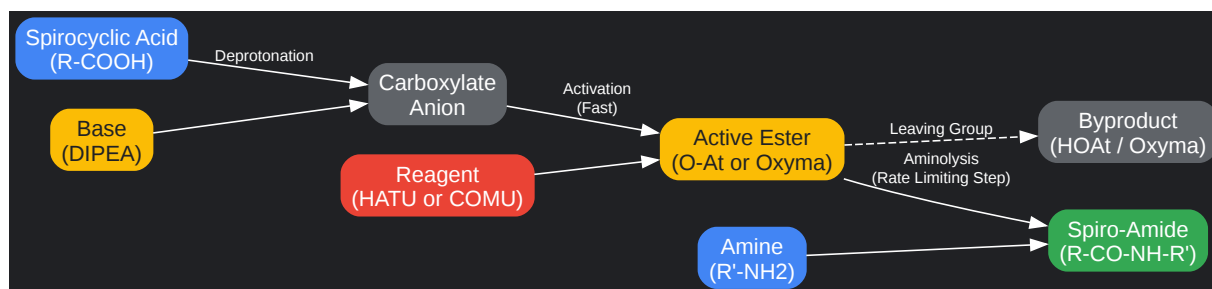 Spirocyclic Acid
(R-COOH)
Deprotonation
Base
(DIPEA)
Carboxylate
Anion
Activation
(Fast)
Reagent
(HATU or COMU)
Active Ester
(O-At or Oxyma)
Leaving Group
Aminolysis
(Rate Limiting Step)
Amine
(R'-NH2)
Byproduct
(HOAt / Oxyma)
Spiro-Amide
(R-CO-NH-R')